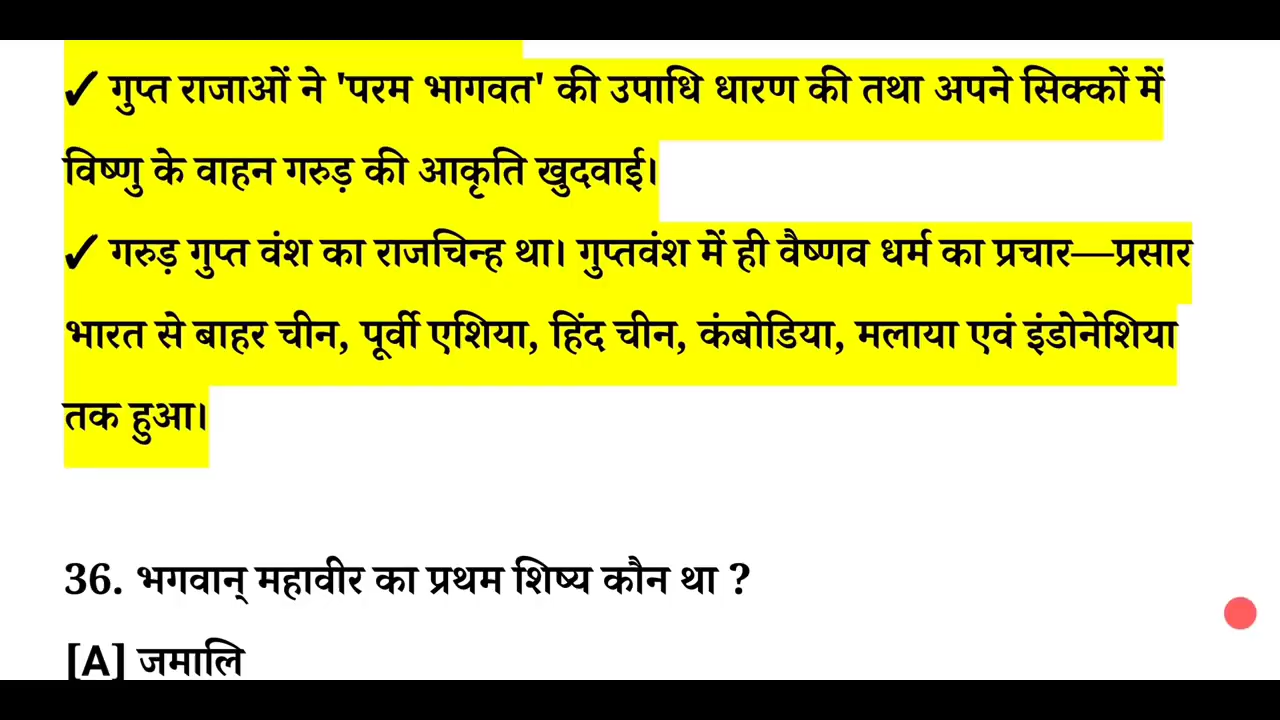 ✓ गुप्त राजाओं ने 'परम भागवत' की उपाधि धारण की तथा अपने सिक्कों में
विष्णु के वाहन गरुड़ की आकृति खुदवाई।
✓ गरुड़ गुप्त वंश का राजचिन्ह था। गुप्तवंश में ही वैष्णव धर्म का प्रचार—प्रसार
भारत से बाहर चीन, पूर्वी एशिया, हिंद चीन, कंबोडिया, मलाया एवं इंडोनेशिया
तक हुआ।
36. भगवान् महावीर का प्रथम शिष्य कौन था ?
[A] जमालि